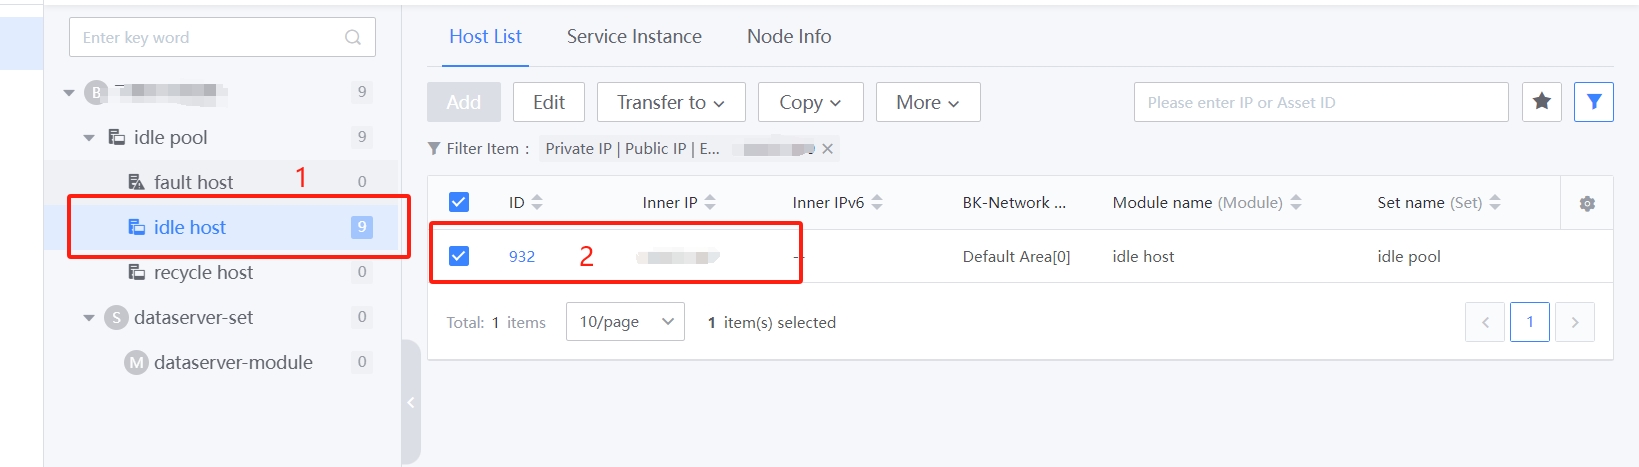 Enter key word
B 9
idle pool 9
fault host 1 0
idle host 9
recycle host 0
S dataserver-set 0
M dataserver-module 0
Host List Service Instance Node Info
Add Edit Transfer to Copy More Please enter IP or Asset ID
Filter Item : Private IP | Public IP | E...
ID Inner IP Inner IPv6 BK-Network ... Module name (Module) Set name (Set)
932 2 -- Default Area[0] idle host idle pool
Total: 1 items 10/page 1 item(s) selected 1